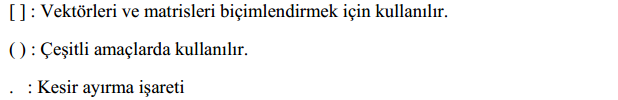 [ ] : Vektörleri ve matrisleri biçimlendirmek için kullanılır.
( ) : Çeşitli amaçlarda kullanılır.
. : Kesir ayırma işareti